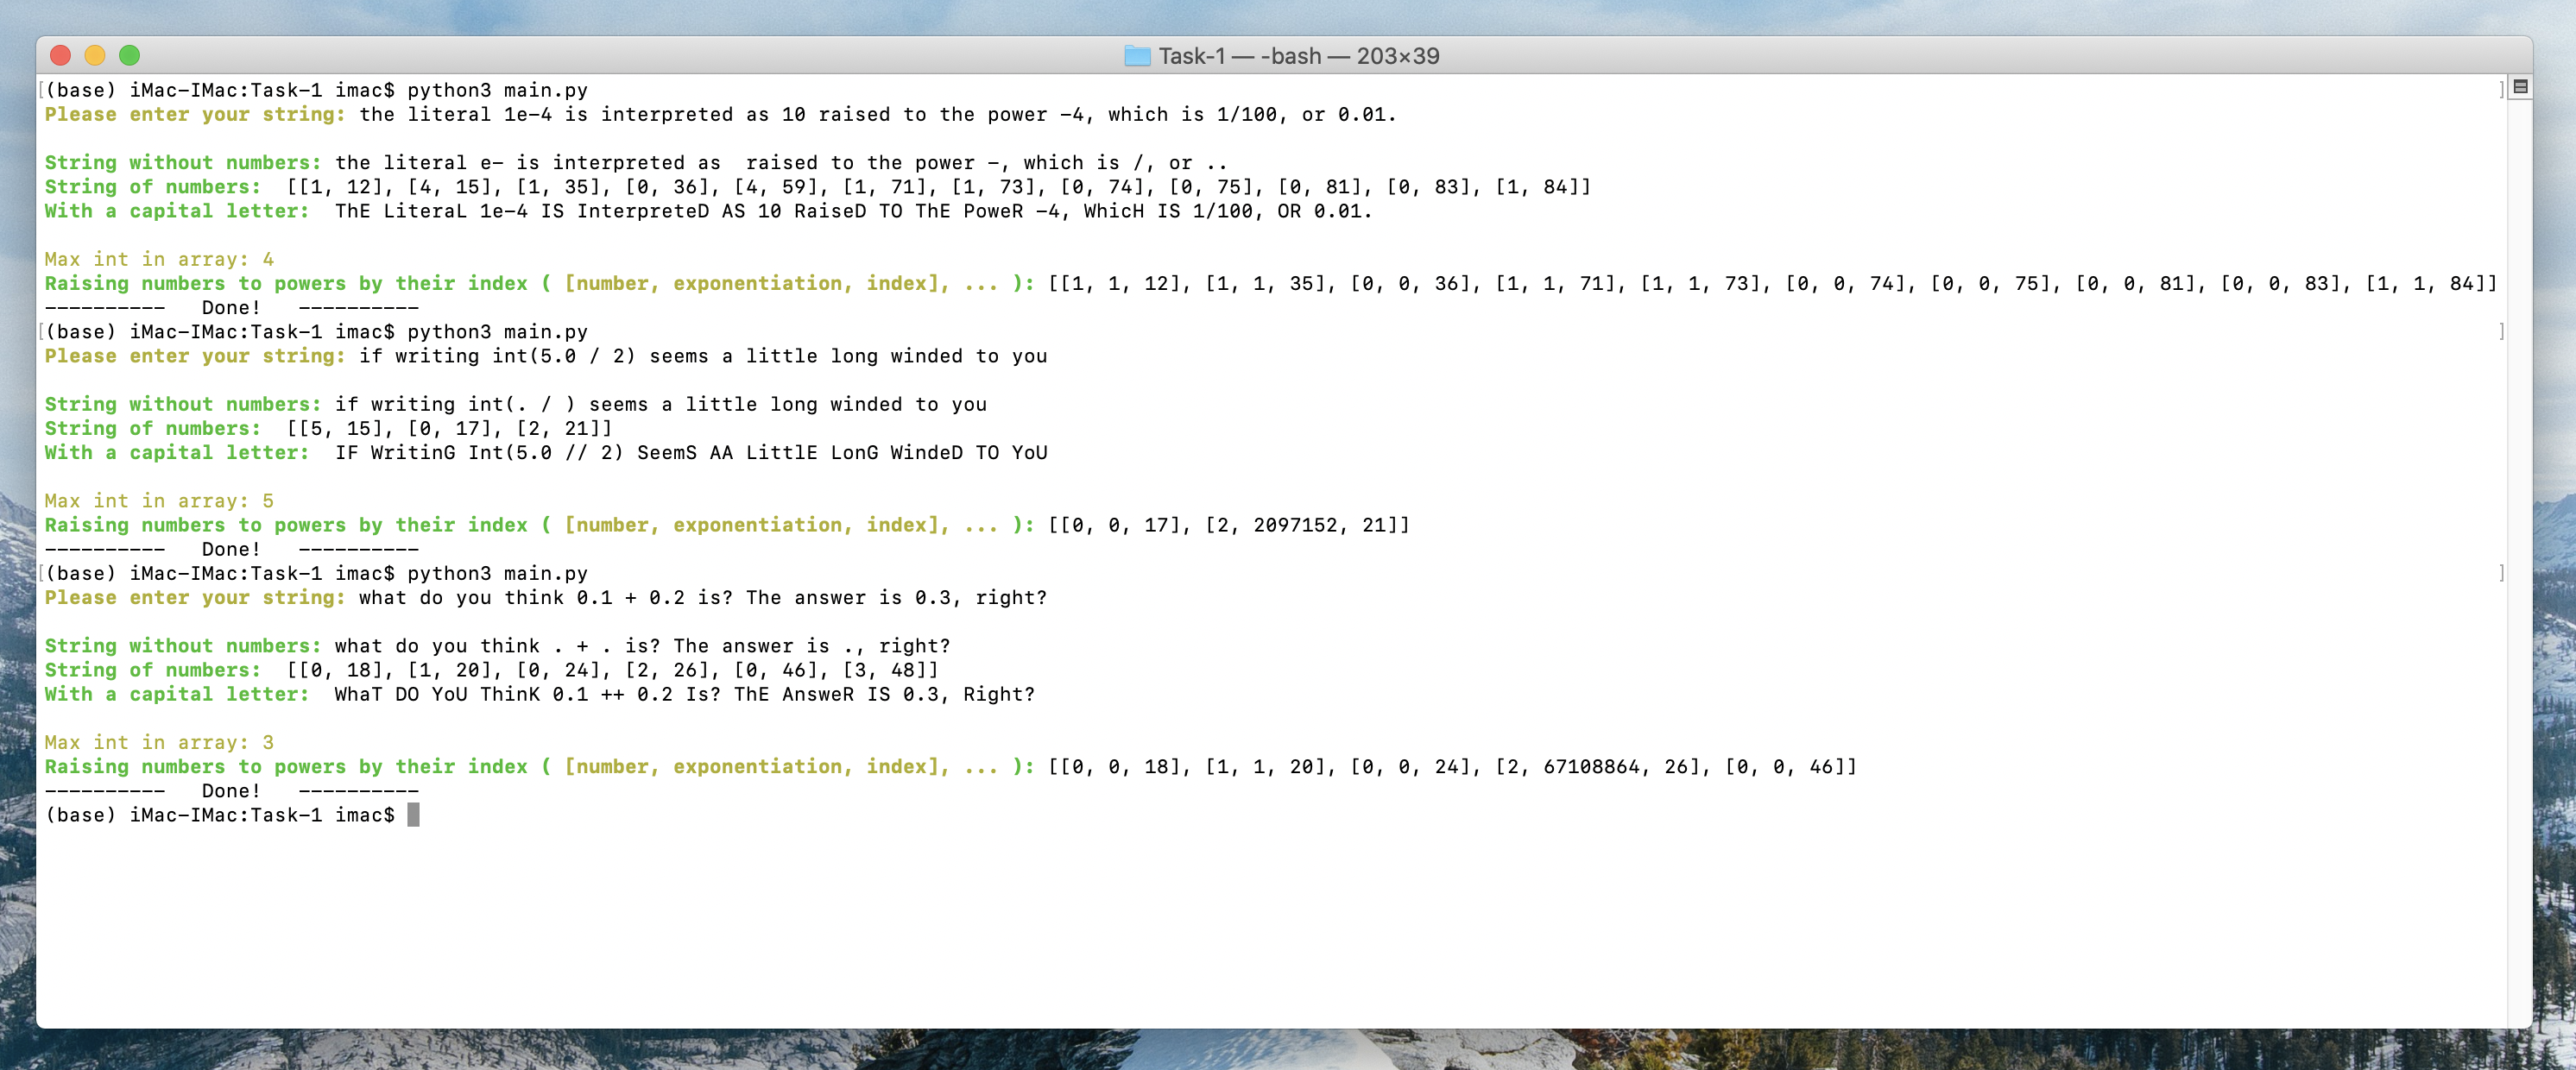 Task-1 — -bash — 203×39
(base) iMac-IMac:Task-1 imac$ python3 main.py
Please enter your string: the literal 1e-4 is interpreted as 10 raised to the power -4, which is 1/100, or 0.01.
String without numbers: the literal e- is interpreted as  raised to the power -, which is /, or ..
String of numbers:  [[1, 12], [4, 15], [1, 35], [0, 36], [4, 59], [1, 71], [1, 73], [0, 74], [0, 75], [0, 81], [0, 83], [1, 84]]
With a capital letter:  ThE LiteraL 1e-4 IS InterpreteD AS 10 RaiseD TO ThE PoweR -4, WhicH IS 1/100, OR 0.01.
Max int in array: 4
Raising numbers to powers by their index ( [number, exponentiation, index], ... ): [[1, 1, 12], [1, 1, 35], [0, 0, 36], [1, 1, 71], [1, 1, 73], [0, 0, 74], [0, 0, 75], [0, 0, 81], [0, 0, 83], [1, 1, 84]]
----------   Done!   ----------
(base) iMac-IMac:Task-1 imac$ python3 main.py
Please enter your string: if writing int(5.0 / 2) seems a little long winded to you
String without numbers: if writing int(. / ) seems a little long winded to you
String of numbers:  [[5, 15], [0, 17], [2, 21]]
With a capital letter:  IF WritinG Int(5.0 // 2) SeemS AA LittlE LonG WindeD TO YoU
Max int in array: 5
Raising numbers to powers by their index ( [number, exponentiation, index], ... ): [[0, 0, 17], [2, 2097152, 21]]
----------   Done!   ----------
(base) iMac-IMac:Task-1 imac$ python3 main.py
Please enter your string: what do you think 0.1 + 0.2 is? The answer is 0.3, right?
String without numbers: what do you think . + . is? The answer is ., right?
String of numbers:  [[0, 18], [1, 20], [0, 24], [2, 26], [0, 46], [3, 48]]
With a capital letter:  WhaT DO YoU ThinK 0.1 ++ 0.2 Is? ThE AnsweR IS 0.3, Right?
Max int in array: 3
Raising numbers to powers by their index ( [number, exponentiation, index], ... ): [[0, 0, 18], [1, 1, 20], [0, 0, 24], [2, 67108864, 26], [0, 0, 46]]
----------   Done!   ----------
(base) iMac-IMac:Task-1 imac$